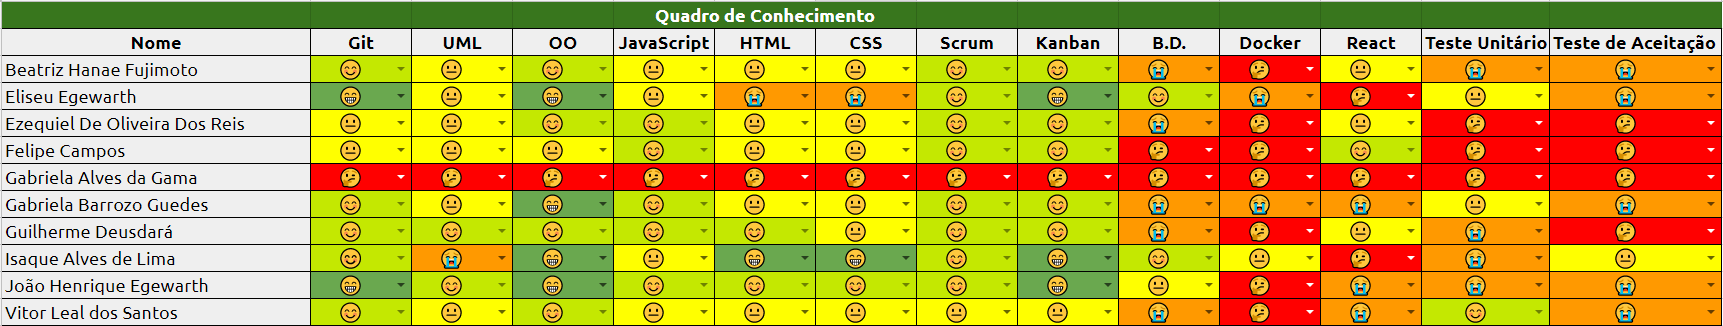 Quadro de Conhecimento
Nome Git UML OO JavaScript HTML CSS Scrum Kanban B.D. Docker React Teste Unitário Teste de Aceitação
Beatriz Hanae Fujimoto
Eliseu Egewarth
Ezequiel De Oliveira Dos Reis
Felipe Campos
Gabriela Alves da Gama
Gabriela Barrozo Guedes
Guilherme Deusdará
Isaque Alves de Lima
João Henrique Egewarth
Vitor Leal dos Santos